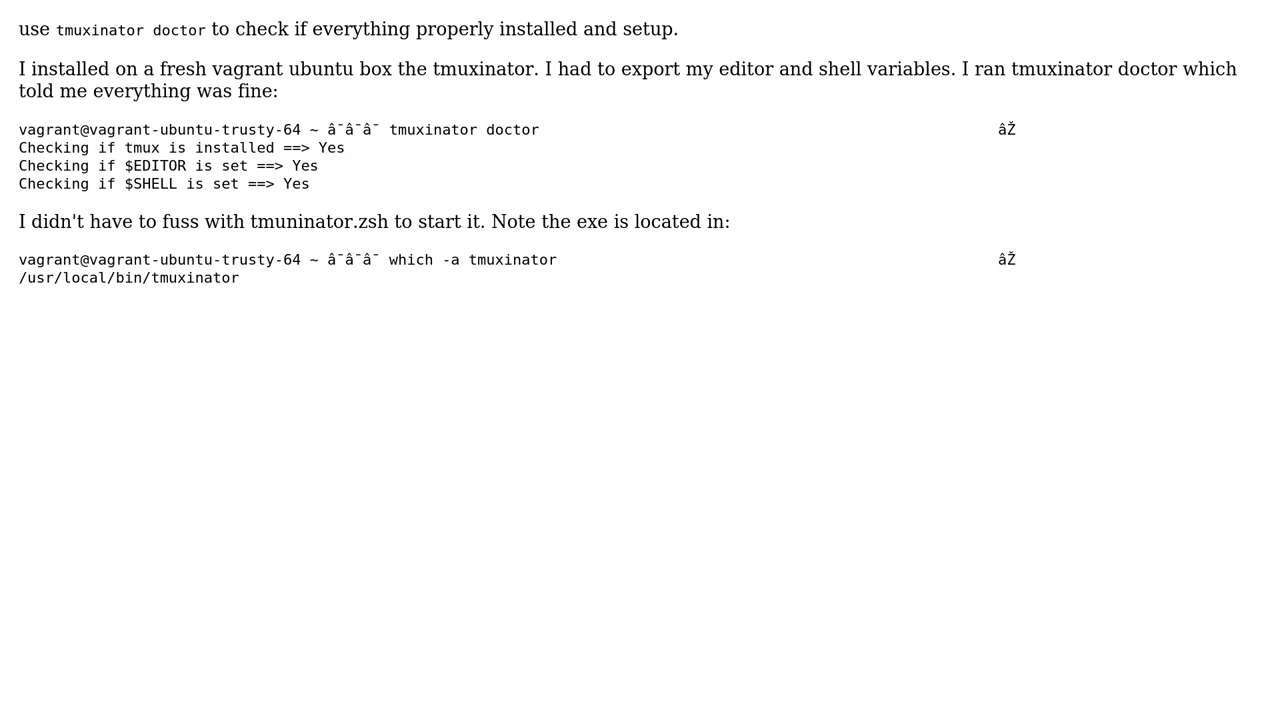 use tmuxinator doctor to check if everything properly installed and setup.
I installed on a fresh vagrant ubuntu box the tmuxinator. I had to export my editor and shell variables. I ran tmuxinator doctor which
told me everything was fine:
vagrant@vagrant-ubuntu-trusty-64 ~ â¯â¯â¯ tmuxinator doctor âŽ
Checking if tmux is installed ==> Yes
Checking if $EDITOR is set ==> Yes
Checking if $SHELL is set ==> Yes
I didn't have to fuss with tmuninator.zsh to start it. Note the exe is located in:
vagrant@vagrant-ubuntu-trusty-64 ~ â¯â¯â¯ which -a tmuxinator âŽ
/usr/local/bin/tmuxinator